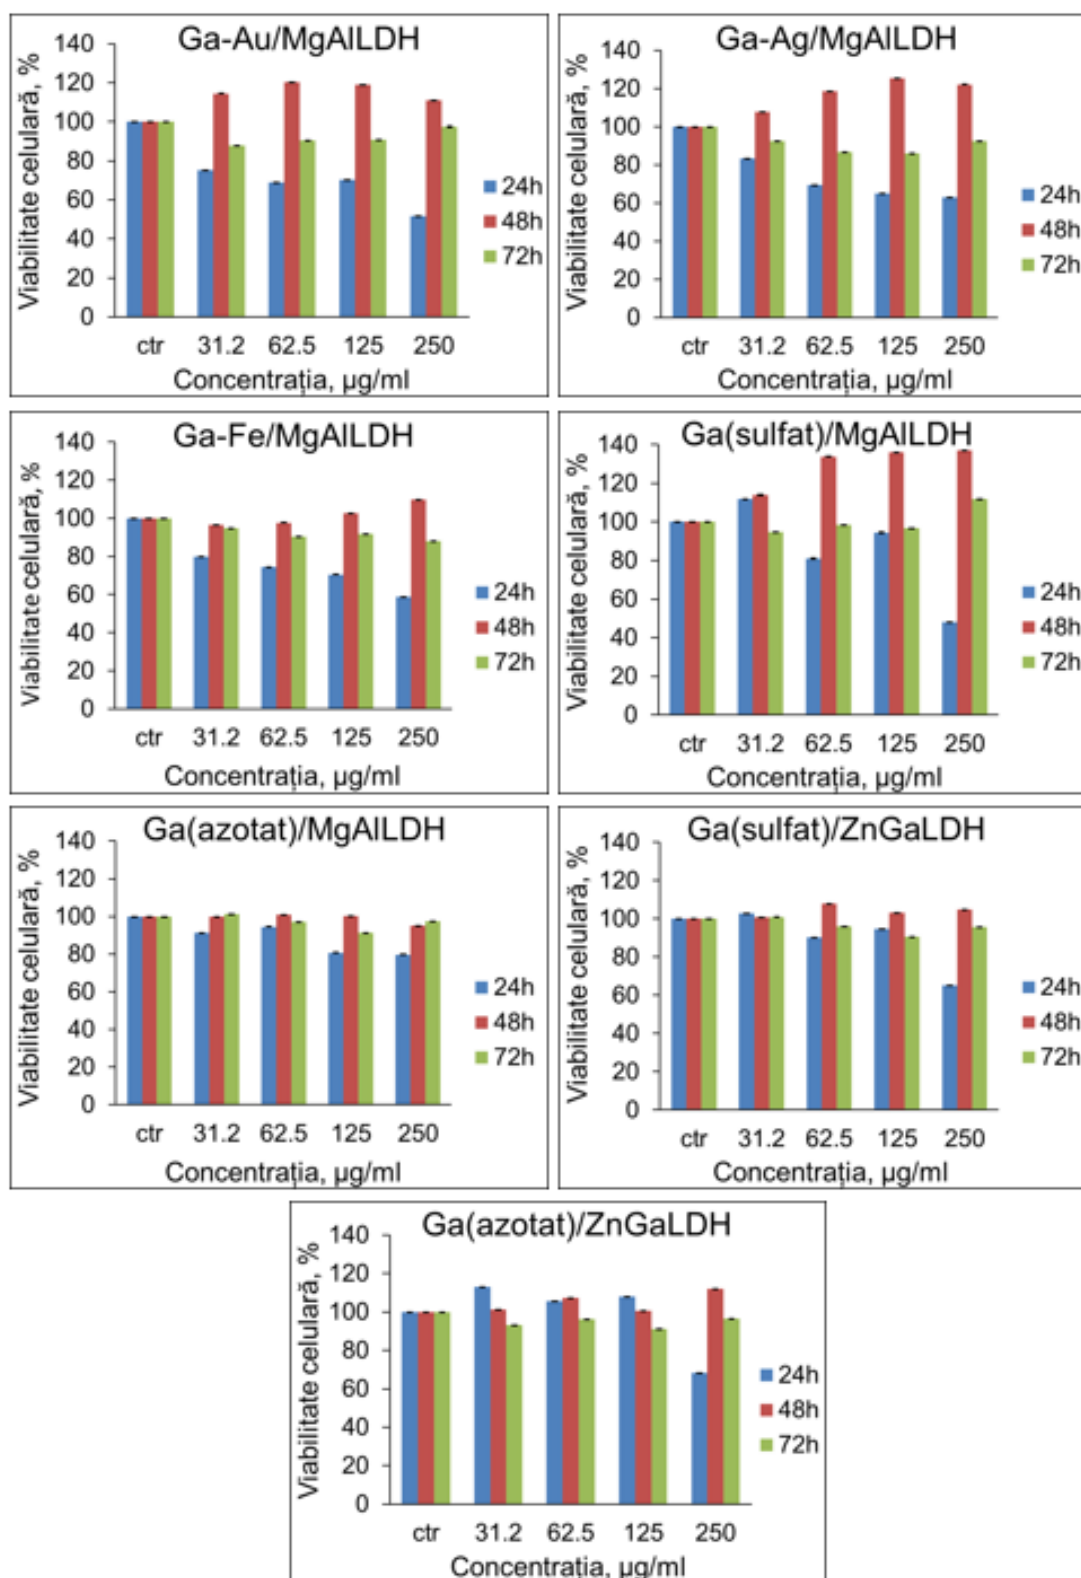 Ga-Au/MgAlLDH
Viabilitate celulară, %
140
120
100
80
60
40
20
0
24h
48h
72h
ctr 31.2 62.5 125 250
Concentrația, µg/ml
Ga-Ag/MgAlLDH
Viabilitate celulară, %
140
120
100
80
60
40
20
0
24h
48h
72h
ctr 31.2 62.5 125 250
Concentrația, µg/ml
Ga-Fe/MgAlLDH
Viabilitate celulară, %
140
120
100
80
60
40
20
0
24h
48h
72h
ctr 31.2 62.5 125 250
Concentrația, µg/ml
Ga(sulfat)/MgAlLDH
Viabilitate celulară, %
140
120
100
80
60
40
20
0
24h
48h
72h
ctr 31.2 62.5 125 250
Concentrația, µg/ml
Ga(azotat)/MgAlLDH
Viabilitate celulară, %
140
120
100
80
60
40
20
0
24h
48h
72h
ctr 31.2 62.5 125 250
Concentrația, µg/ml
Ga(sulfat)/ZnGaLDH
Viabilitate celulară, %
140
120
100
80
60
40
20
0
24h
48h
72h
ctr 31.2 62.5 125 250
Concentrația, µg/ml
Ga(azotat)/ZnGaLDH
Viabilitate celulară, %
140
120
100
80
60
40
20
0
24h
48h
72h
ctr 31.2 62.5 125 250
Concentrația, µg/ml